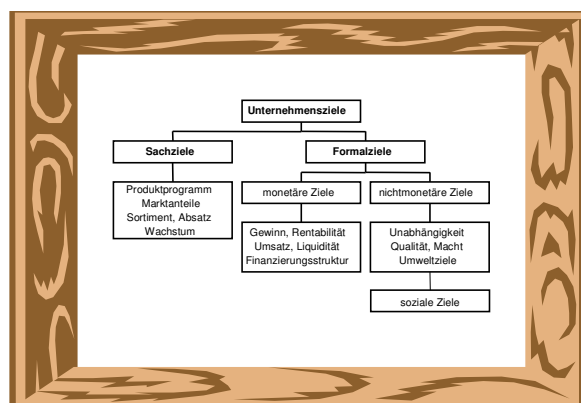 Unternehmensziele
Sachziele
Formalziele
Produktprogramm
Marktanteile
Sortiment, Absatz
Wachstum
monetäre Ziele
nichtmonetäre Ziele
Gewinn, Rentabilität
Umsatz, Liquidität
Finanzierungsstruktur
Unabhängigkeit
Qualität, Macht
Umweltziele
soziale Ziele